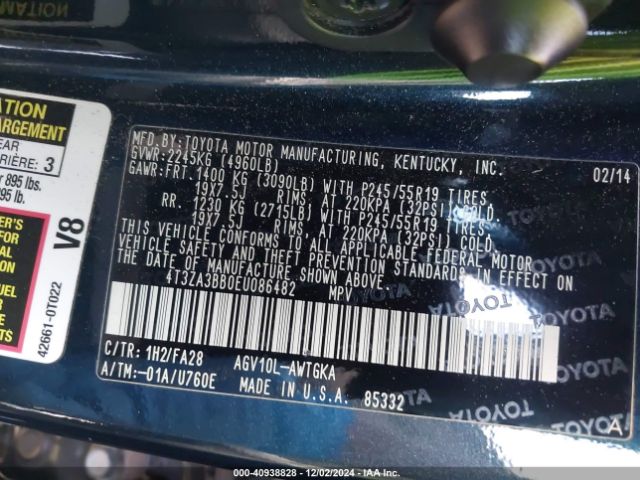 MATION
ATION
ARGEMENT
EAR
RIÈRE: 3
895 lbs.
95 lb.
V8
42661-0T022
MFD. BY: TOYOTA MOTOR MANUFACTURING, KENTUCKY, INC. 02/14
GVWR: 2245KG (4960LB)
GAWR: FRT. 1400 KG (3090LB) WITH P245/55R19 TIRES,
19X7.5J RIMS, AT 220KPA (32PSI) COLD.
RR. 1230 KG (2715LB) WITH P245/55R19 TIRES,
19X7.5J RIMS, AT 220KPA (32PSI) COLD.
THIS VEHICLE CONFORMS TO ALL APPLICABLE FEDERAL MOTOR
VEHICLE SAFETY AND THEFT PREVENTION STANDARDS IN EFFECT ON
THE DATE OF MANUFACTURE SHOWN ABOVE.
4T3ZA3BB0EU086482 MPV
C/TR: 1H2/FA28 AGV10L-AWTGKA
A/TM: -01A/U760E MADE IN U.S.A. 85332 A
TOYOTA
000-40938828 - 12/02/2024 - IAA Inc.